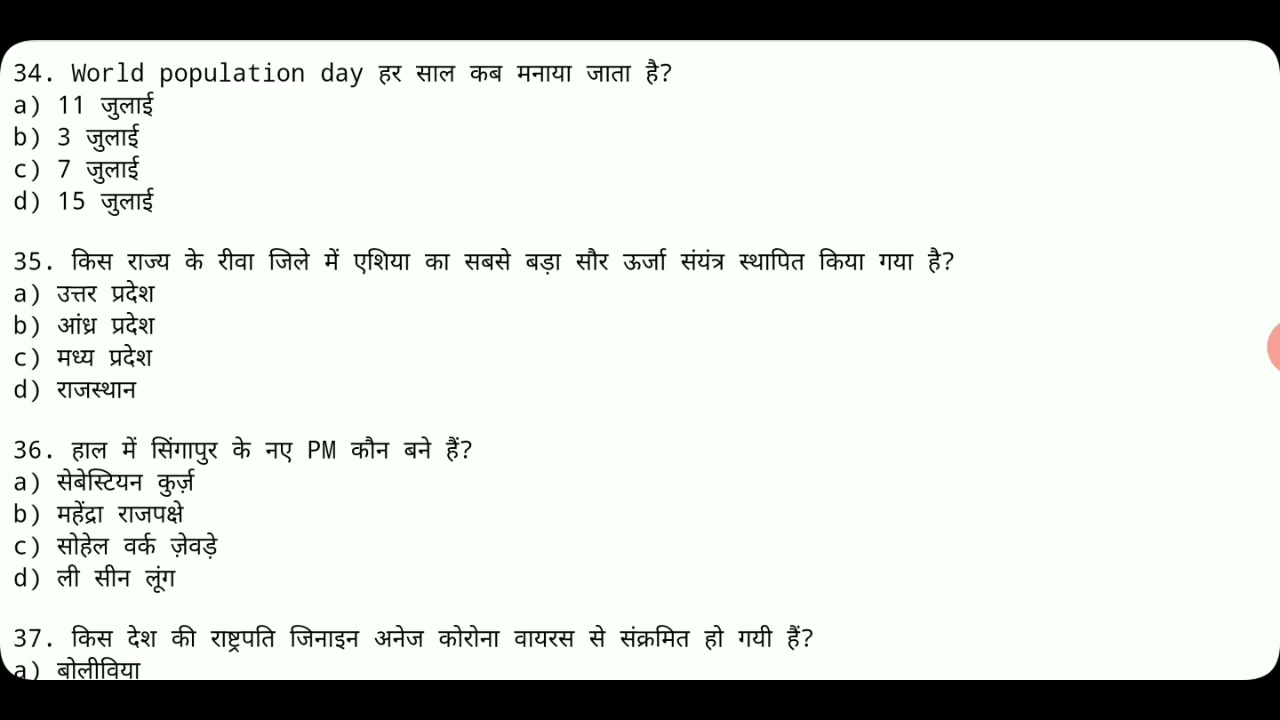 34. World population day हर साल कब मनाया जाता है?
a) 11 जुलाई
b) 3 जुलाई
c) 7 जुलाई
d) 15 जुलाई
35. किस राज्य के रीवा जिले में एशिया का सबसे बड़ा सौर ऊर्जा संयंत्र स्थापित किया गया है?
a) उत्तर प्रदेश
b) आंध्र प्रदेश
c) मध्य प्रदेश
d) राजस्थान
36. हाल में सिंगापुर के नए PM कौन बने हैं?
a) सेबेस्टियन कुर्ज़
b) महेंद्रा राजपक्षे
c) सोहेल वर्क ज़ेवड़े
d) ली सीन लूंग
37. किस देश की राष्ट्रपति जिनाइन अनेज कोरोना वायरस से संक्रमित हो गयी हैं?
a) बोलीविया